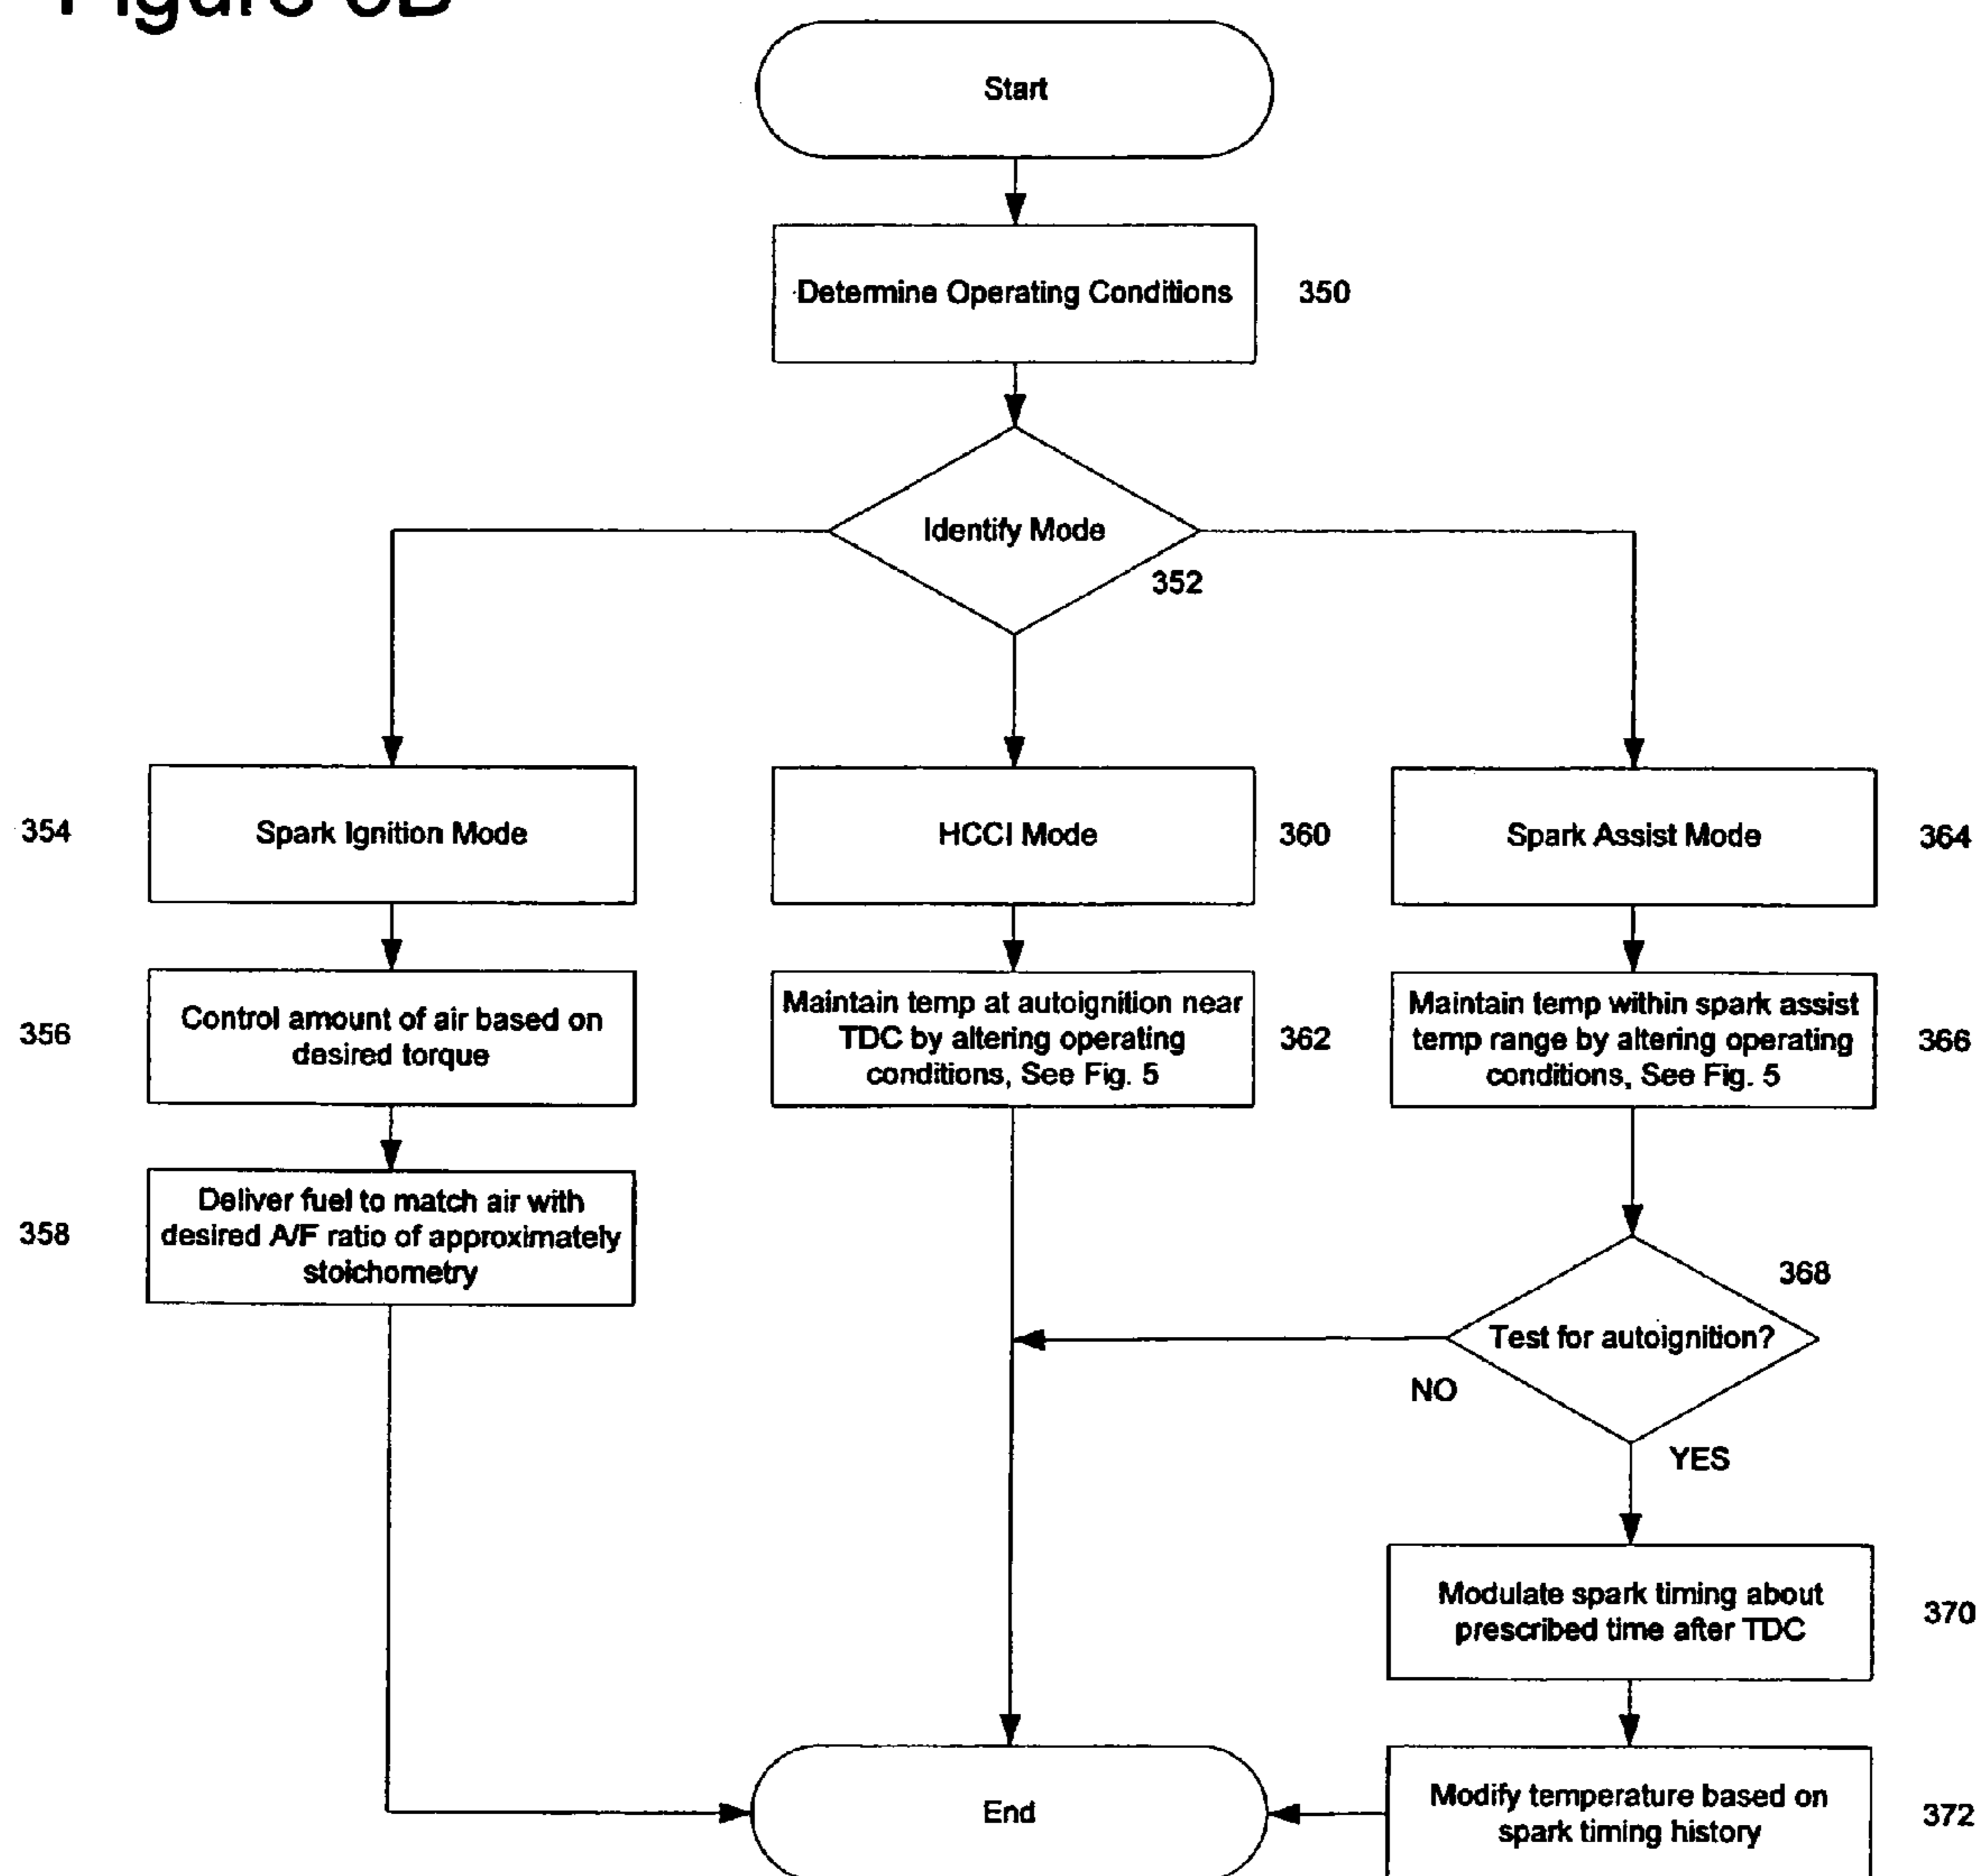 Start
Determine Operating Conditions
350
Identify Mode
352
354
Spark Ignition Mode
HCCI Mode
360
Spark Assist Mode
364
356
Control amount of air based on
desired torque
Maintain temp at autoignition near
TDC by altering operating
conditions, See Fig. 5
362
Maintain temp within spark assist
temp range by altering operating
conditions, See Fig. 5
366
358
Deliver fuel to match air with
desired A/F ratio of approximately
stoichometry
368
Test for autoignition?
NO
YES
Modulate spark timing about
prescribed time after TDC
370
End
Modify temperature based on
spark timing history
372